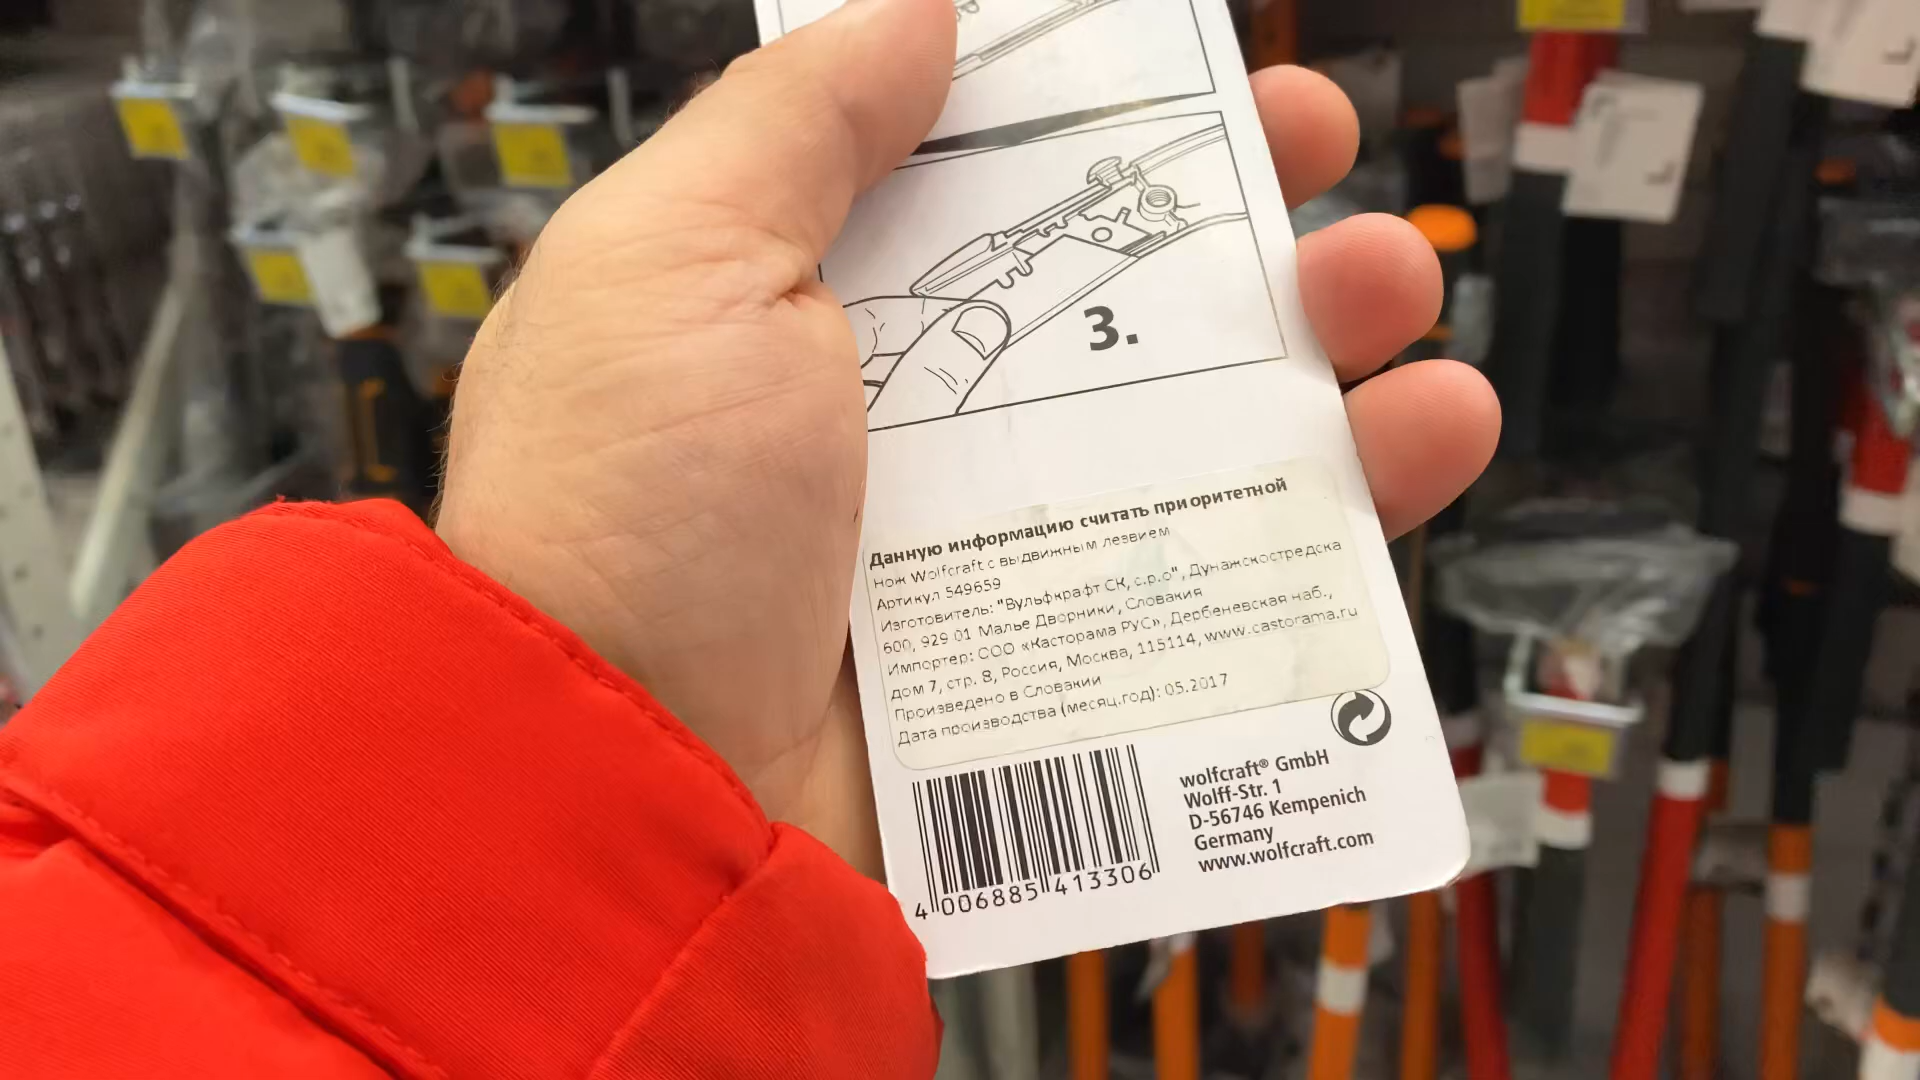 3.
Данную информацию считать приоритетной
Нож Wolfcraft с выдвижным лезвием
Артикул 549659
Изготовитель: "Вульфкрафт СК, с.р.о", Дунажскостредска
600, 929 01 Малье Дворники, Словакия
Импортер: ООО «Касторама РУС», Дербеневская наб.,
дом 7, стр. 8, Россия, Москва, 115114, www.castorama.ru
Произведено в Словакии
Дата производства (месяц.год): 05.2017
4 006885 413306
wolfcraft® GmbH
Wolff-Str. 1
D-56746 Kempenich
Germany
www.wolfcraft.com